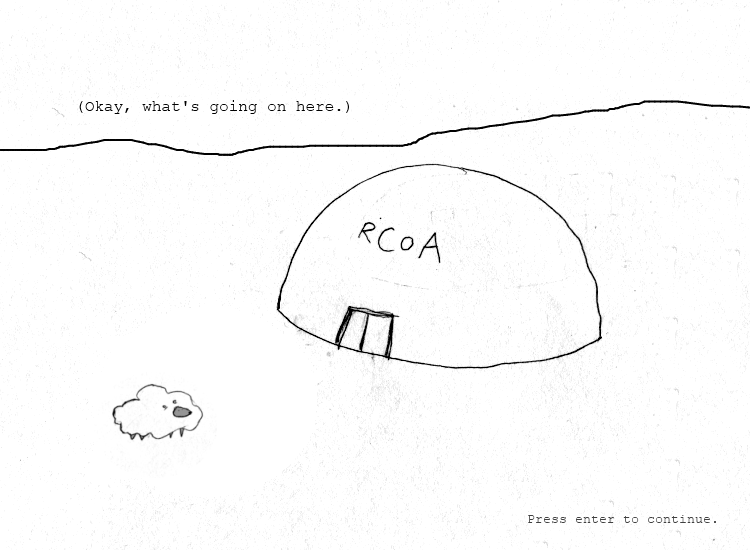 (Okay, what's going on here.)
RCOA
Press enter to continue.